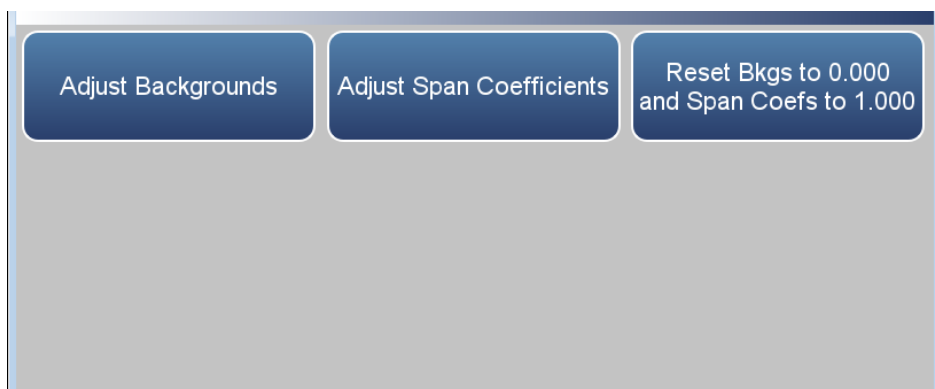 Adjust Backgrounds
Adjust Span Coefficients
Reset Bkgs to 0.000
and Span Coefs to 1.000